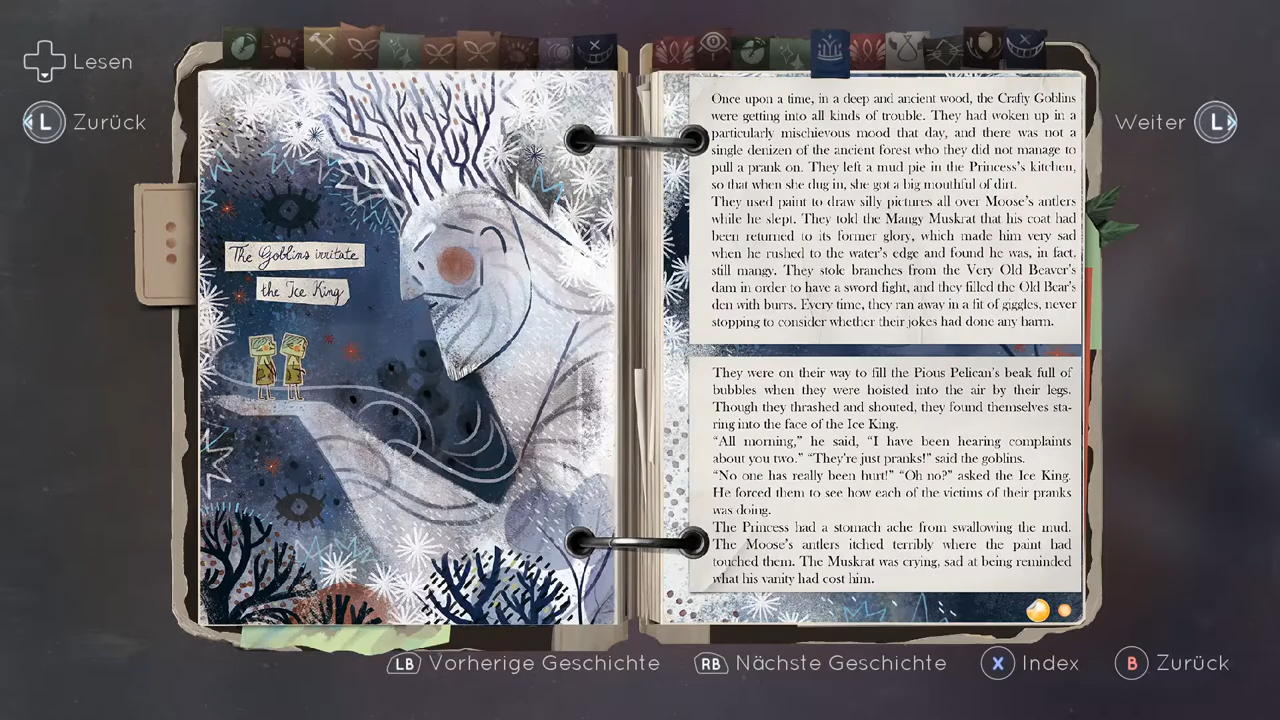 Lesen
L Zurück
Weiter L
The Goblins irritate
the Ice King
Once upon a time, in a deep and ancient wood, the Crafty Goblins
were getting into all kinds of trouble. They had woken up in a
particularly mischievous mood that day, and there was not a
single denizen of the ancient forest who they did not manage to
pull a prank on. They left a mud pie in the Princess's kitchen,
so that when she dug in, she got a big mouthful of dirt.
They used paint to draw silly pictures all over Moose's antlers
while he slept. They told the Mangy Muskrat that his coat had
been returned to its former glory, which made him very sad
when he rushed to the water's edge and found he was, in fact,
still mangy. They stole branches from the Very Old Beaver's
dam in order to have a sword fight, and they filled the Old Bear's
den with burrs. Every time, they ran away in a fit of giggles, never
stopping to consider whether their jokes had done any harm.
They were on their way to fill the Pious Pelican's beak full of
bubbles when they were hoisted into the air by their legs.
Though they thrashed and shouted, they found themselves sta-
ring into the face of the Ice King.
“All morning,” he said, “I have been hearing complaints
about you two.” “They're just pranks!” said the goblins.
“No one has really been hurt!” “Oh no?” asked the Ice King.
He forced them to see how each of the victims of their pranks
was doing.
The Princess had a stomach ache from swallowing the mud.
The Moose's antlers itched terribly where the paint had
touched them. The Muskrat was crying, sad at being reminded
what his vanity had cost him.
LB Vorherige Geschichte RB Nächste Geschichte X Index B Zurück